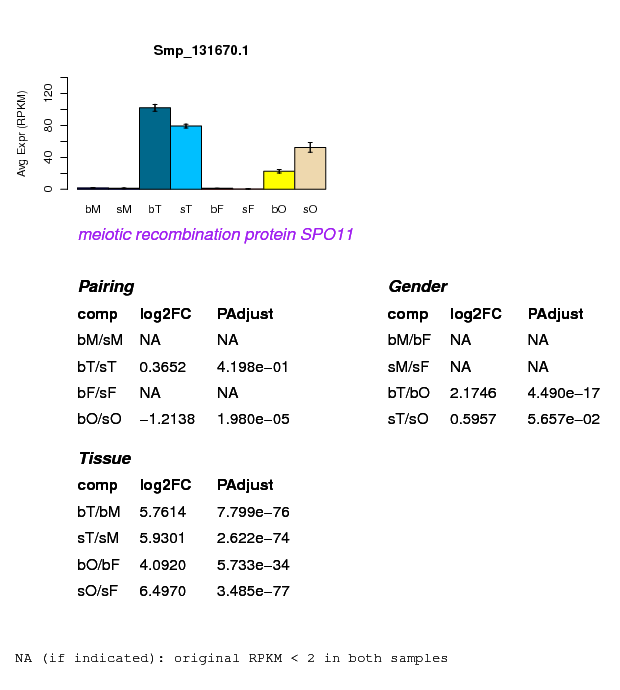 Smp_131670.1
Avg Expr (RPKM)
0 40 80 120
bM sM bT sT bF sF bO sO
meiotic recombination protein SPO11
Pairing
comp log2FC PAdjust
bM/sM NA NA
bT/sT 0.3652 4.198e−01
bF/sF NA NA
bO/sO −1.2138 1.980e−05
Gender
comp log2FC PAdjust
bM/bF NA NA
sM/sF NA NA
bT/bO 2.1746 4.490e−17
sT/sO 0.5957 5.657e−02
Tissue
comp log2FC PAdjust
bT/bM 5.7614 7.799e−76
sT/sM 5.9301 2.622e−74
bO/bF 4.0920 5.733e−34
sO/sF 6.4970 3.485e−77
NA (if indicated): original RPKM < 2 in both samples